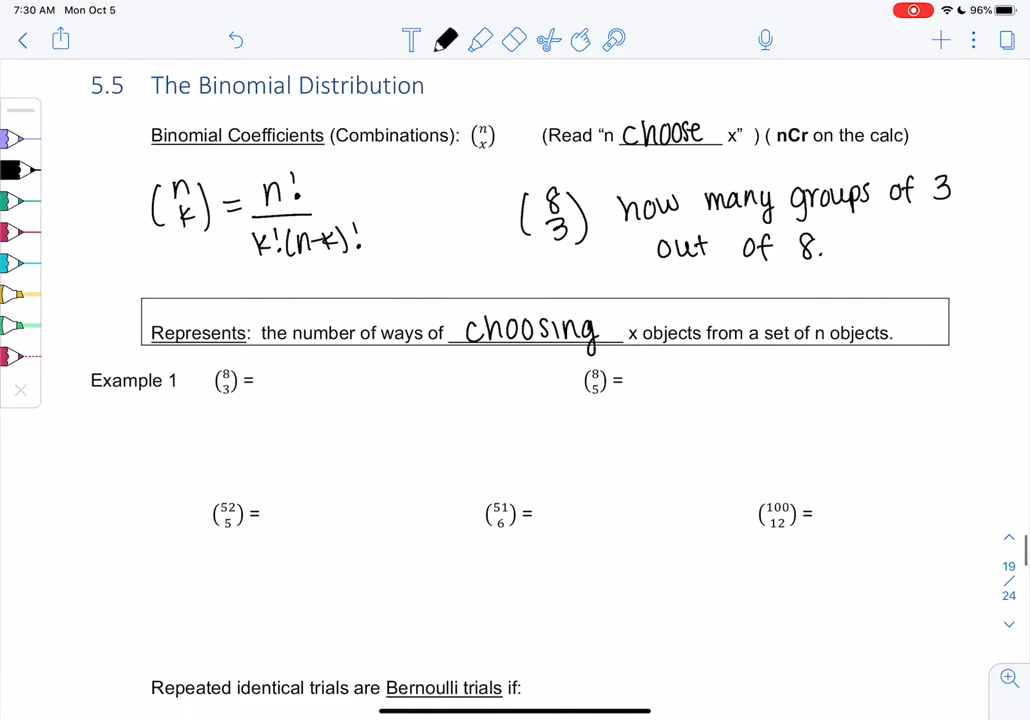 7:30 AM Mon Oct 5 96%
T
5.5 The Binomial Distribution
Binomial Coefficients (Combinations): (n x) (Read “n choose x” ) ( nCr on the calc)
(n k) = n! / k!(n-k)! (8 3) how many groups of 3
out of 8.
Represents: the number of ways of choosing x objects from a set of n objects.
Example 1 (8 3) = (8 5) =
(52 5) = (51 6) = (100 12) =
19
/
24
Repeated identical trials are Bernoulli trials if: